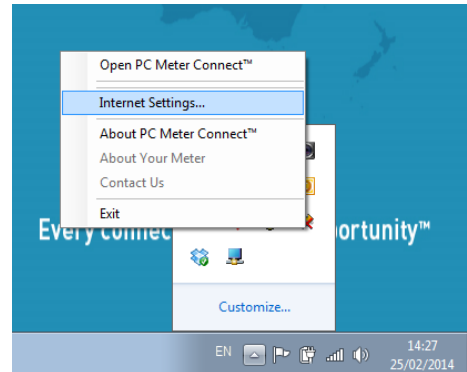 Open PC Meter Connect™
Internet Settings...
About PC Meter Connect™
About Your Meter
Contact Us
Exit
Every connec ortunity™
Customize...
EN
14:27
25/02/2014